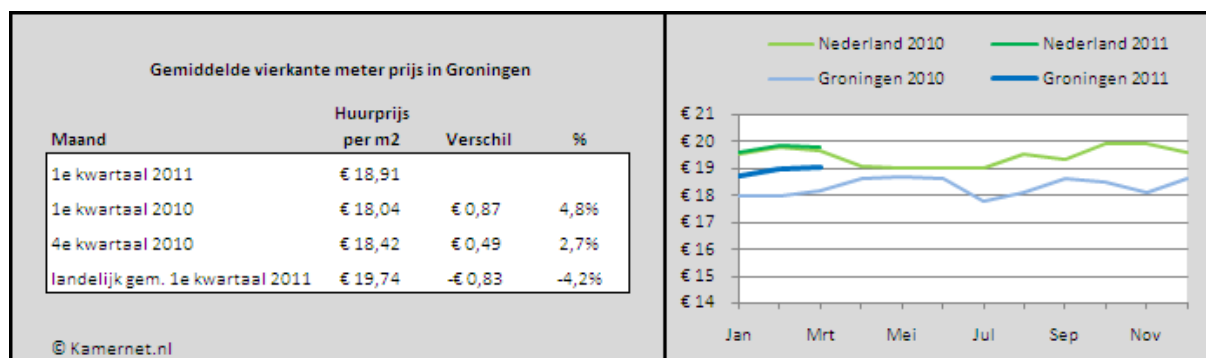 Gemiddelde vierkante meter prijs in Groningen
Huurprijs
Maand per m2 Verschil %
1e kwartaal 2011 € 18,91
1e kwartaal 2010 € 18,04 € 0,87 4,8%
4e kwartaal 2010 € 18,42 € 0,49 2,7%
landelijk gem. 1e kwartaal 2011 € 19,74 -€ 0,83 -4,2%
© Kamernet.nl
Nederland 2010 Nederland 2011
Groningen 2010 Groningen 2011
€ 21
€ 20
€ 19
€ 18
€ 17
€ 16
€ 15
€ 14
Jan Mrt Mei Jul Sep Nov